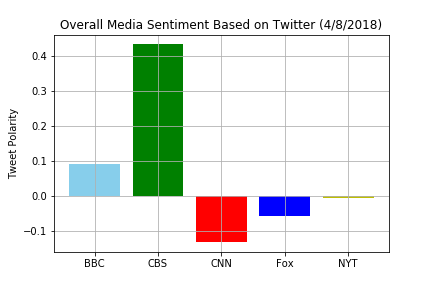 Overall Media Sentiment Based on Twitter (4/8/2018)
Tweet Polarity
0.4
0.3
0.2
0.1
0.0
−0.1
BBC CBS CNN Fox NYT